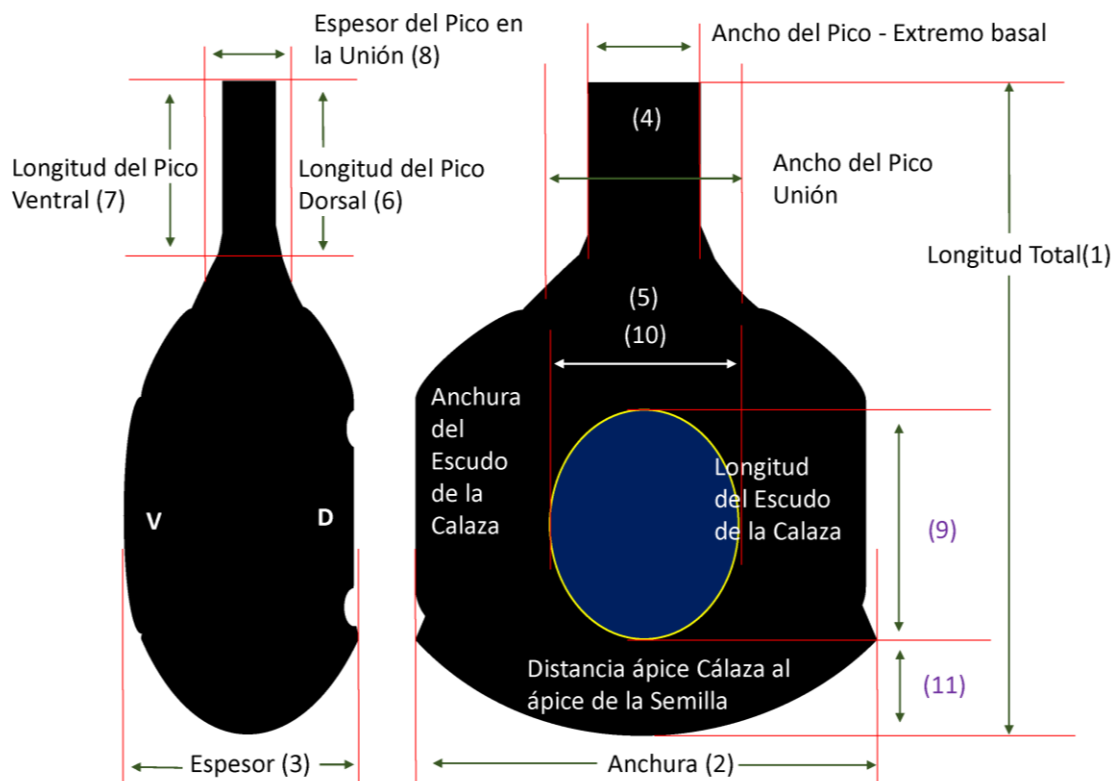 Espesor del Pico en
la Unión (8)
Ancho del Pico - Extremo basal
(4)
Longitud del Pico
Ventral (7)
Longitud del Pico
Dorsal (6)
Ancho del Pico
Unión
Longitud Total(1)
(5)
(10)
Anchura
del
Escudo
de la
Calaza
Longitud
del Escudo
de la Calaza
(9)
V
D
Distancia ápice Cálaza al
ápice de la Semilla
(11)
Espesor (3)
Anchura (2)